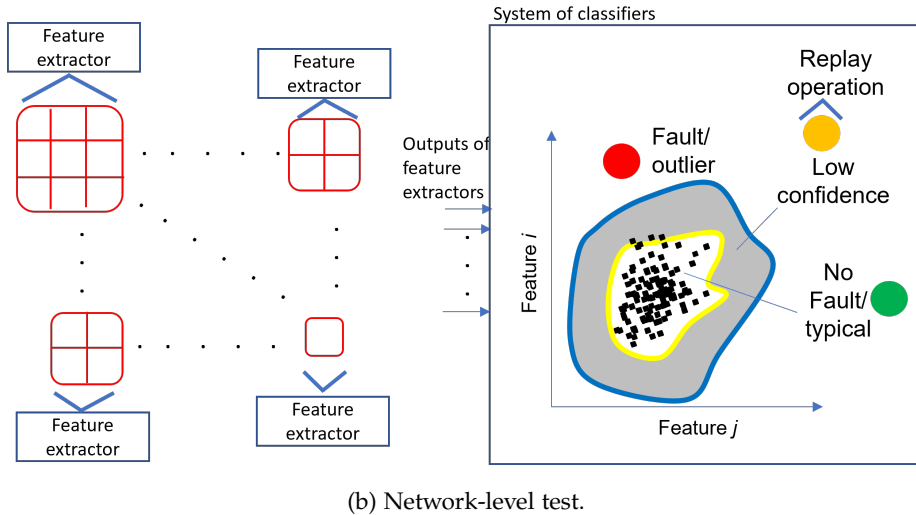 System of classifiers
Feature
extractor
Feature
extractor
Outputs of
feature
extractors
Feature
extractor
Feature
extractor
Replay
operation
Fault/
outlier
Low
confidence
No
Fault/
typical
Feature i
Feature j
(b) Network-level test.